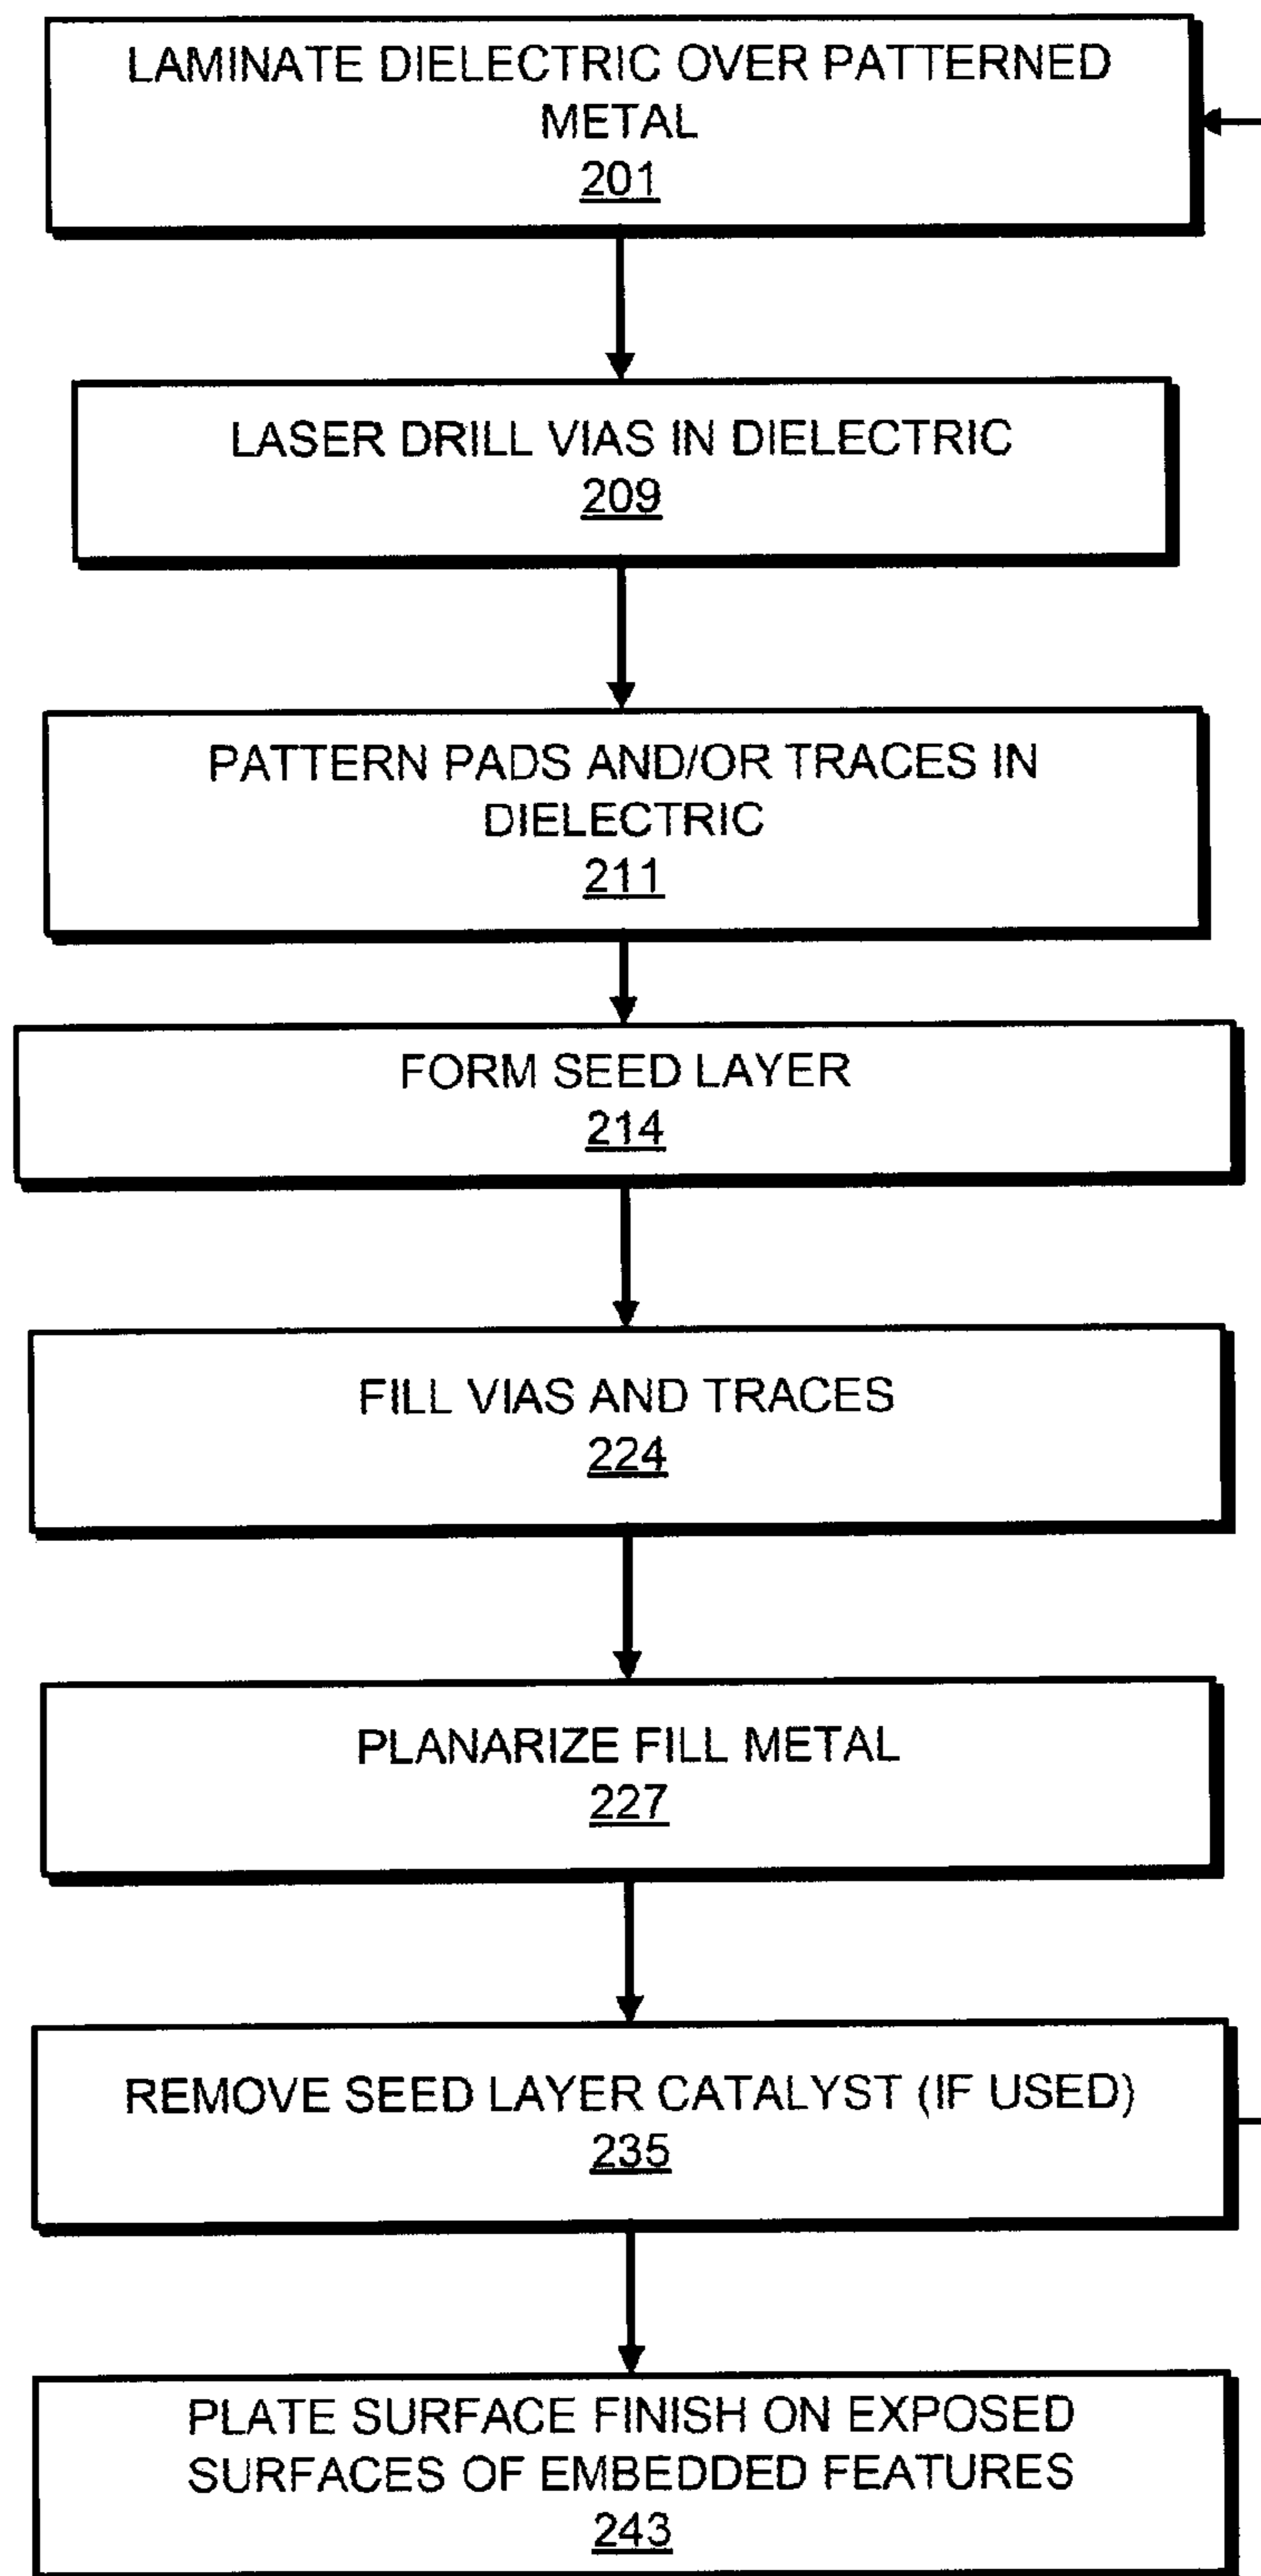 LAMINATE DIELECTRIC OVER PATTERNED
METAL
201
LASER DRILL VIAS IN DIELECTRIC
209
PATTERN PADS AND/OR TRACES IN
DIELECTRIC
211
FORM SEED LAYER
214
FILL VIAS AND TRACES
224
PLANARIZE FILL METAL
227
REMOVE SEED LAYER CATALYST (IF USED)
235
PLATE SURFACE FINISH ON EXPOSED
SURFACES OF EMBEDDED FEATURES
243